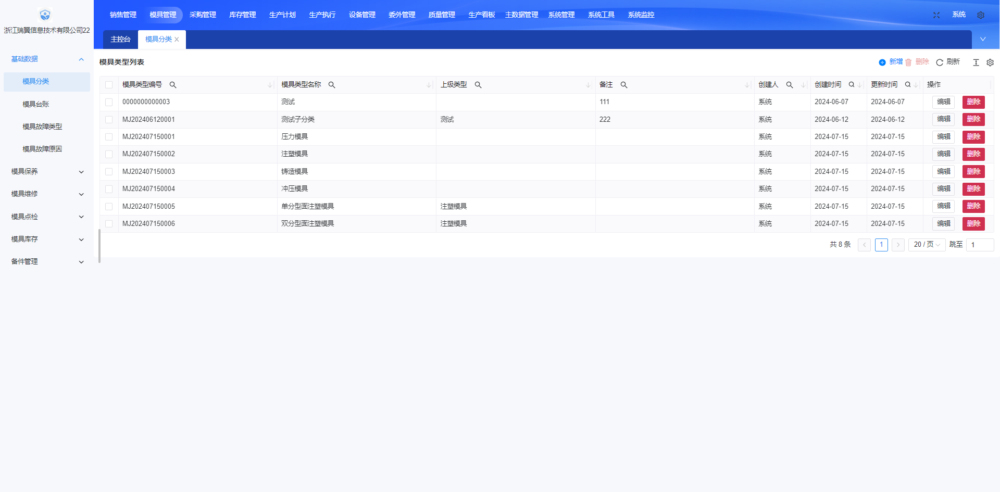 浙江瑞翼信息技术有限公司22
销售管理 模具管理 采购管理 库存管理 生产计划 生产执行 设备管理 委外管理 质量管理 生产看板 主数据管理 系统管理 系统工具 系统监控 系统
主控台 模具分类
基础数据
模具分类
模具台账
模具故障类型
模具故障原因
模具保养
模具维修
模具点检
模具库存
备件管理
模具类型列表 新增 删除 刷新
模具类型编号 模具类型名称 上级类型 备注 创建人 创建时间 更新时间 操作
0000000000003 测试 111 系统 2024-06-07 2024-06-07 编辑 删除
MJ202406120001 测试子分类 测试 222 系统 2024-06-12 2024-06-12 编辑 删除
MJ202407150001 压力模具 系统 2024-07-15 2024-07-15 编辑 删除
MJ202407150002 注塑模具 系统 2024-07-15 2024-07-15 编辑 删除
MJ202407150003 铸造模具 系统 2024-07-15 2024-07-15 编辑 删除
MJ202407150004 冲压模具 系统 2024-07-15 2024-07-15 编辑 删除
MJ202407150005 单分型面注塑模具 注塑模具 系统 2024-07-15 2024-07-15 编辑 删除
MJ202407150006 双分型面注塑模具 注塑模具 系统 2024-07-15 2024-07-15 编辑 删除
共 8 条 1 20 / 页 跳至 1